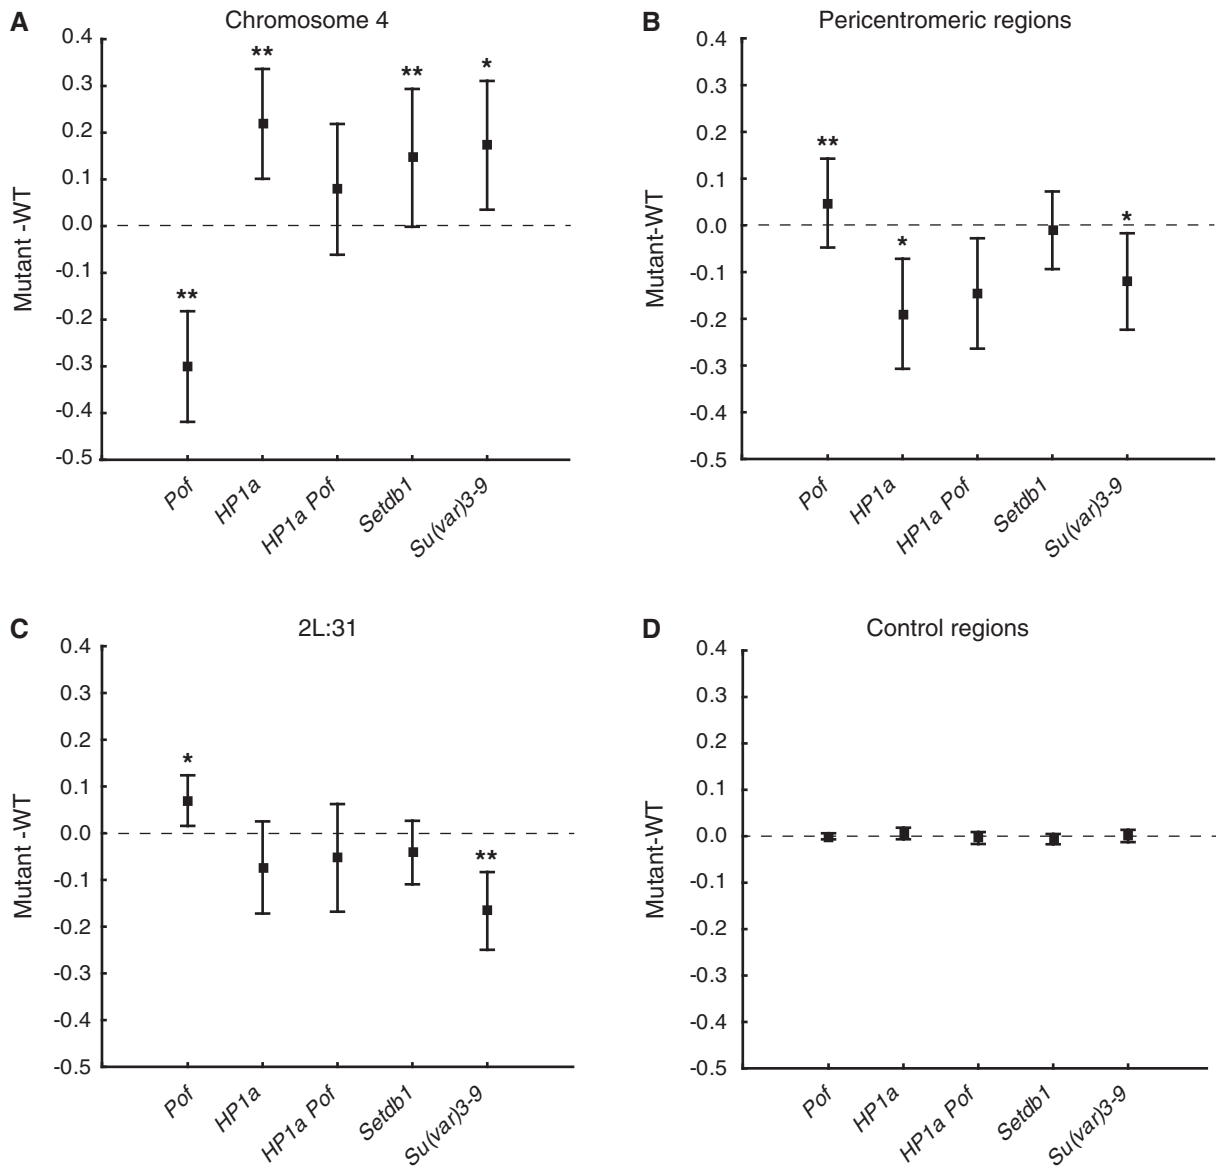 A
Chromosome 4
0.4
0.3
0.2
0.1
0.0
-0.1
-0.2
-0.3
-0.4
-0.5
Mutant -WT
**
**
**
*
Pof
HP1a
HP1a Pof
Setdb1
Su(var)3-9
B
Pericentromeric regions
0.4
0.3
0.2
0.1
0.0
-0.1
-0.2
-0.3
-0.4
-0.5
Mutant-WT
**
*
*
Pof
HP1a
HP1a Pof
Setdb1
Su(var)3-9
C
2L:31
0.4
0.3
0.2
0.1
0.0
-0.1
-0.2
-0.3
-0.4
-0.5
Mutant -WT
*
**
Pof
HP1a
HP1a Pof
Setdb1
Su(var)3-9
D
Control regions
0.4
0.3
0.2
0.1
0.0
-0.1
-0.2
-0.3
-0.4
-0.5
Mutant-WT
Pof
HP1a
HP1a Pof
Setdb1
Su(var)3-9